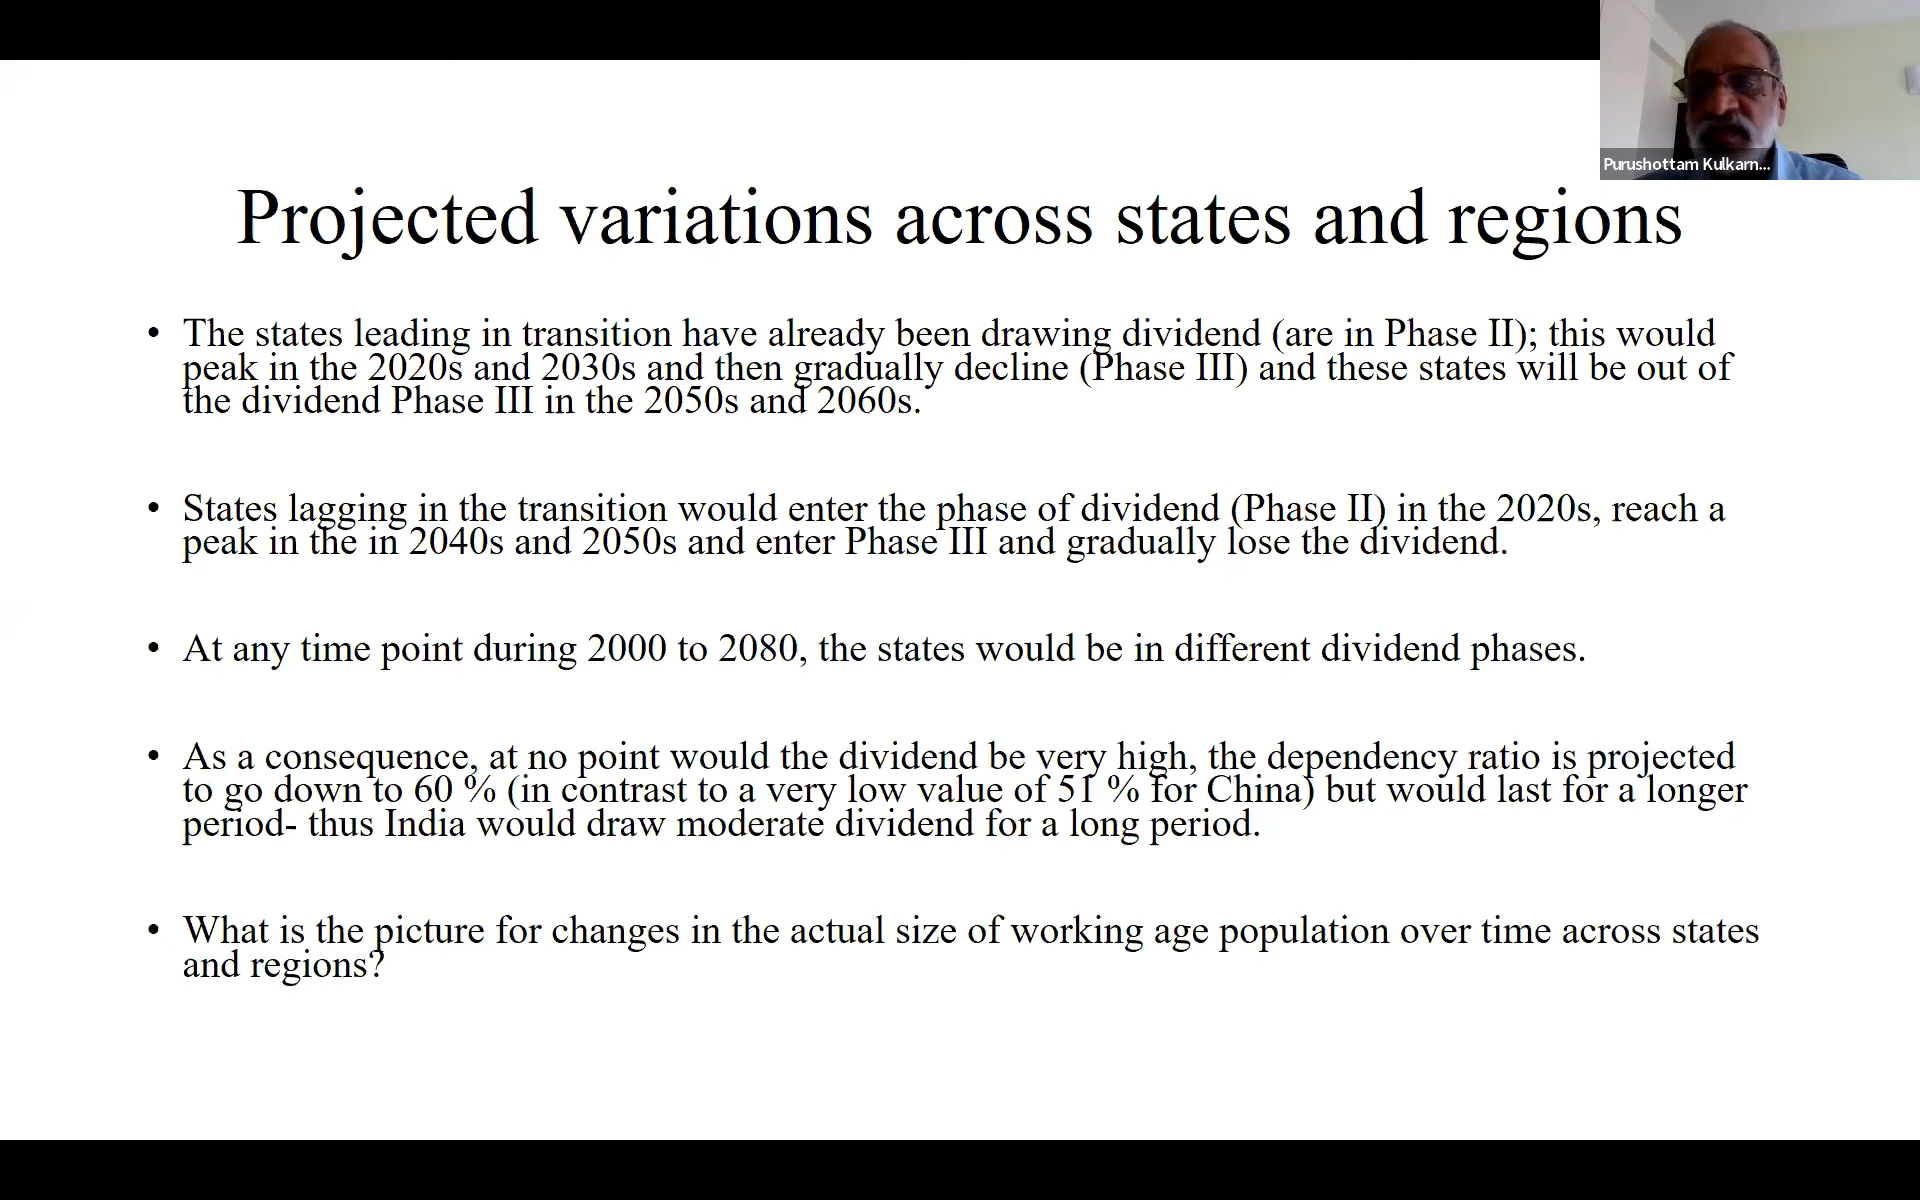 Purushottam Kulkarn...
Projected variations across states and regions
• The states leading in transition have already been drawing dividend (are in Phase II); this would
peak in the 2020s and 2030s and then gradually decline (Phase III) and these states will be out of
the dividend Phase III in the 2050s and 2060s.
• States lagging in the transition would enter the phase of dividend (Phase II) in the 2020s, reach a
peak in the in 2040s and 2050s and enter Phase III and gradually lose the dividend.
• At any time point during 2000 to 2080, the states would be in different dividend phases.
• As a consequence, at no point would the dividend be very high, the dependency ratio is projected
to go down to 60 % (in contrast to a very low value of 51 % for China) but would last for a longer
period- thus India would draw moderate dividend for a long period.
• What is the picture for changes in the actual size of working age population over time across states
and regions?